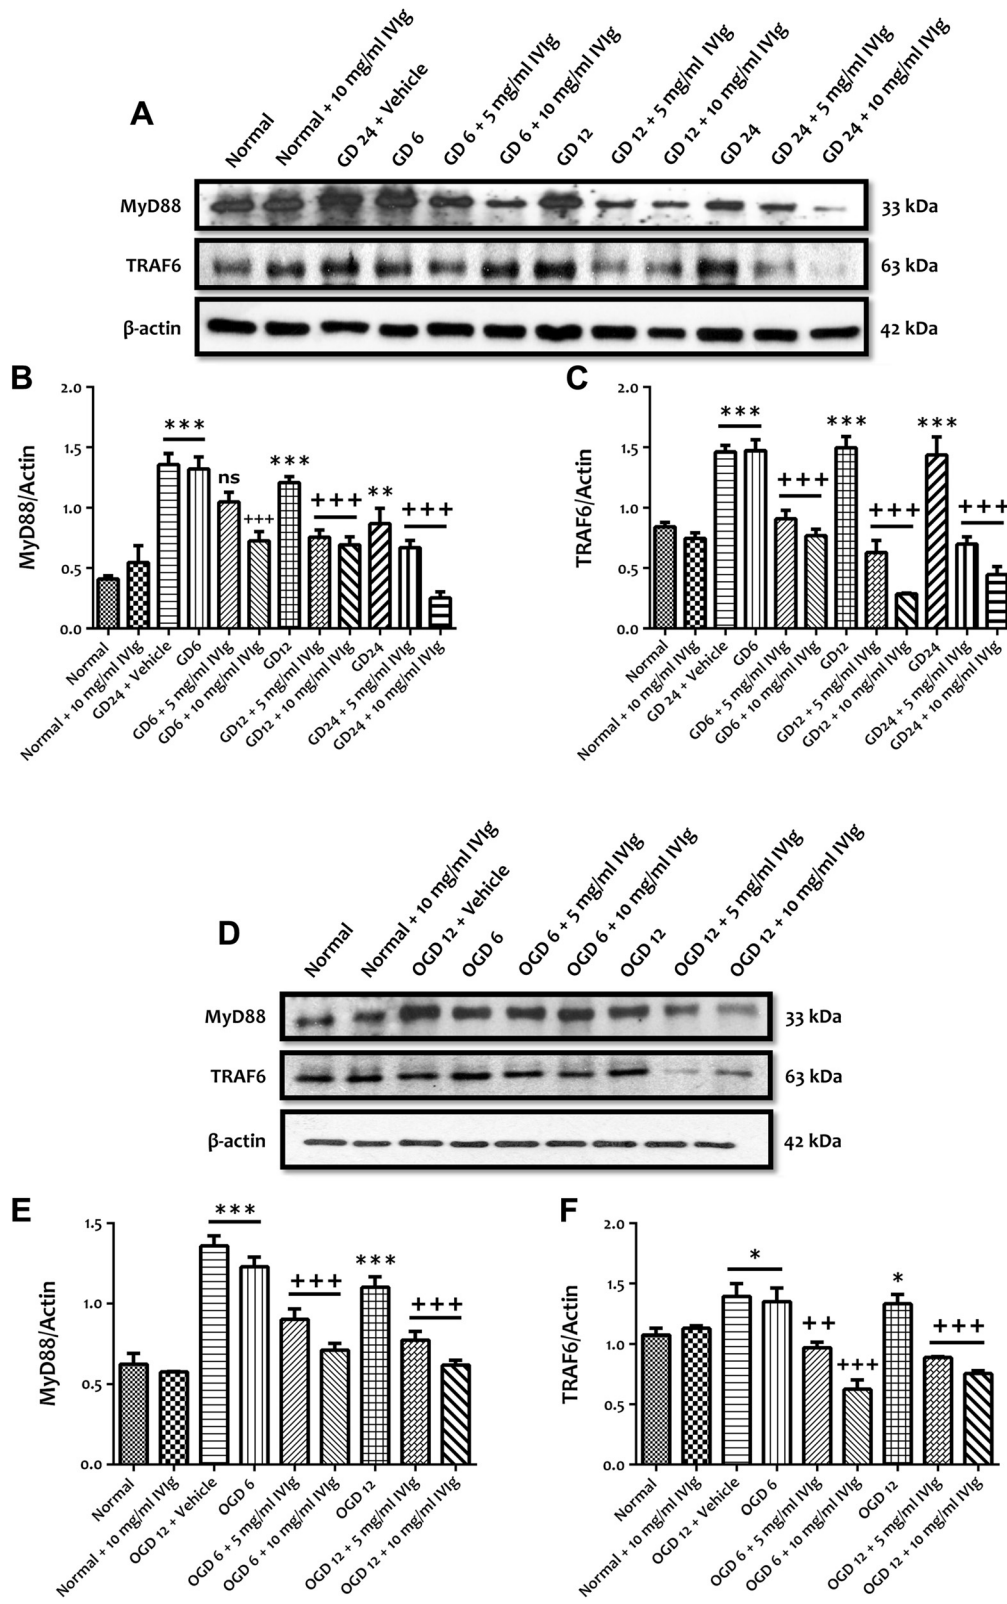 A
Normal
Normal + 10 mg/ml IVIg
GD 24 + Vehicle
GD 6
GD 6 + 5 mg/ml IVIg
GD 6 + 10 mg/ml IVIg
GD 12
GD 12 + 5 mg/ml IVIg
GD 12 + 10 mg/ml IVIg
GD 24
GD 24 + 5 mg/ml IVIg
GD 24 + 10 mg/ml IVIg
MyD88 33 kDa
TRAF6 63 kDa
β-actin 42 kDa
B
MyD88/Actin
2.0
1.5
1.0
0.5
0.0
***
ns
+++
***
+++
**
+++
Normal
Normal + 10 mg/ml IVIg
GD24 + Vehicle
GD6
GD6 + 5 mg/ml IVIg
GD6 + 10 mg/ml IVIg
GD12
GD12 + 5 mg/ml IVIg
GD12 + 10 mg/ml IVIg
GD24
GD24 + 5 mg/ml IVIg
GD24 + 10 mg/ml IVIg
C
TRAF6/Actin
2.0
1.5
1.0
0.5
0.0
***
+++
***
+++
***
+++
Normal
Normal + 10 mg/ml IVIg
GD 24 + Vehicle
GD6
GD6 + 5 mg/ml IVIg
GD6 + 10 mg/ml IVIg
GD12
GD12 + 5 mg/ml IVIg
GD12 + 10 mg/ml IVIg
GD24
GD24 + 5 mg/ml IVIg
GD24 + 10 mg/ml IVIg
D
Normal
Normal + 10 mg/ml IVIg
OGD 12 + Vehicle
OGD 6
OGD 6 + 5 mg/ml IVIg
OGD 6 + 10 mg/ml IVIg
OGD 12
OGD 12 + 5 mg/ml IVIg
OGD 12 + 10 mg/ml IVIg
MyD88 33 kDa
TRAF6 63 kDa
β-actin 42 kDa
E
MyD88/Actin
1.5
1.0
0.5
0.0
***
+++
***
+++
Normal
Normal + 10 mg/ml IVIg
OGD 12 + Vehicle
OGD 6
OGD 6 + 5 mg/ml IVIg
OGD 6 + 10 mg/ml IVIg
OGD 12
OGD 12 + 5 mg/ml IVIg
OGD 12 + 10 mg/ml IVIg
F
TRAF6/Actin
2.0
1.5
1.0
0.5
0.0
*
++
+++
*
+++
Normal
Normal + 10 mg/ml IVIg
OGD 12 + Vehicle
OGD 6
OGD 6 + 5 mg/ml IVIg
OGD 6 + 10 mg/ml IVIg
OGD 12
OGD 12 + 5 mg/ml IVIg
OGD 12 + 10 mg/ml IVIg